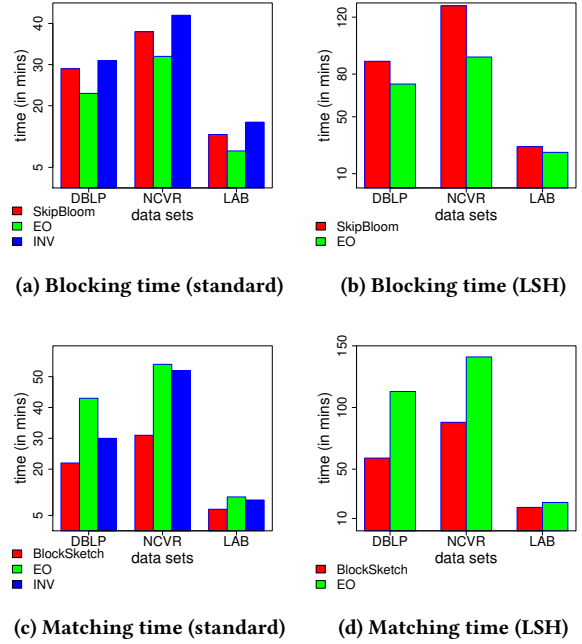 time (in mins)
40
30
20
5
DBLP NCVR LAB
data sets
SkipBloom
EO
INV
(a) Blocking time (standard)
time (in mins)
120
80
50
10
DBLP NCVR LAB
data sets
SkipBloom
EO
(b) Blocking time (LSH)
time (in mins)
50
40
30
20
5
DBLP NCVR LAB
data sets
BlockSketch
EO
INV
(c) Matching time (standard)
time (in mins)
150
100
50
10
DBLP NCVR LAB
data sets
BlockSketch
EO
(d) Matching time (LSH)